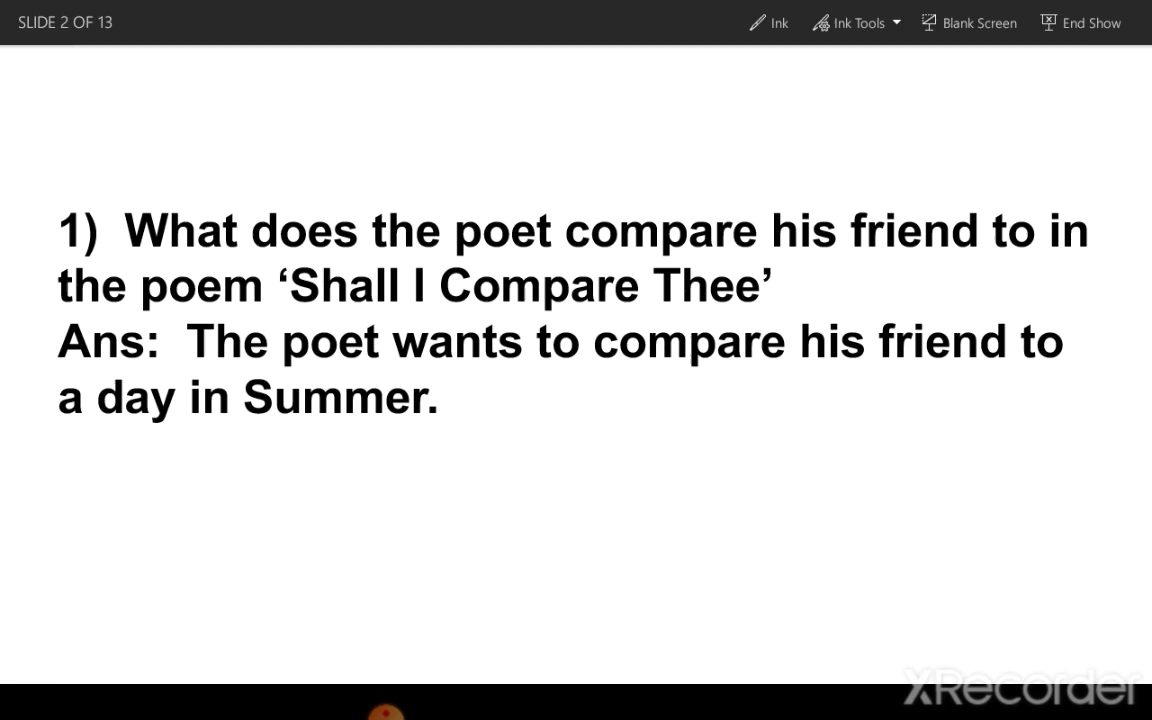 SLIDE 2 OF 13 Ink Ink Tools Blank Screen End Show
1) What does the poet compare his friend to in
the poem ‘Shall I Compare Thee’
Ans: The poet wants to compare his friend to
a day in Summer.
XRecorder